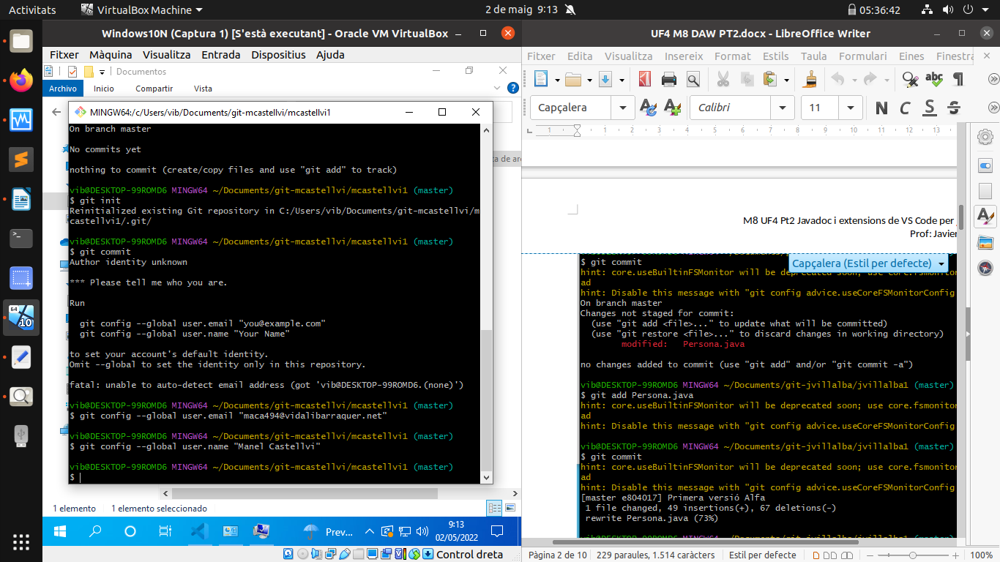 Activitats
VirtualBox Machine
2 de maig 9:13
05:36:42
Windows10N (Captura 1) [S'està executant] - Oracle VM VirtualBox
Fitxer Màquina Visualitza Entrada Dispositius Ajuda
Documentos
Archivo Inicio Compartir Vista
MINGW64:/c/Users/vib/Documents/git-mcastellvi/mcastellvi1
On branch master
No commits yet
nothing to commit (create/copy files and use "git add" to track)
vib@DESKTOP-99ROMD6 MINGW64 ~/Documents/git-mcastellvi/mcastellvi1 (master)
$ git init
Reinitialized existing Git repository in C:/Users/vib/Documents/git-mcastellvi/m
castellvi1/.git/
vib@DESKTOP-99ROMD6 MINGW64 ~/Documents/git-mcastellvi/mcastellvi1 (master)
$ git commit
Author identity unknown
*** Please tell me who you are.
Run
git config --global user.email "you@example.com"
git config --global user.name "Your Name"
to set your account's default identity.
Omit --global to set the identity only in this repository.
fatal: unable to auto-detect email address (got 'vib@DESKTOP-99ROMD6.(none)')
vib@DESKTOP-99ROMD6 MINGW64 ~/Documents/git-mcastellvi/mcastellvi1 (master)
$ git config --global user.email "maca494@vidalibarraquer.net"
vib@DESKTOP-99ROMD6 MINGW64 ~/Documents/git-mcastellvi/mcastellvi1 (master)
$ git config --global user.name "Manel Castellvi"
vib@DESKTOP-99ROMD6 MINGW64 ~/Documents/git-mcastellvi/mcastellvi1 (master)
$
1 elemento 1 elemento seleccionado
Prev...
9:13
02/05/2022
Control dreta
UF4 M8 DAW PT2.docx - LibreOffice Writer
Fitxer Edita Visualitza Insereix Format Estils Taula Formulari Eines Finestra
Capçalera Calibri 11 N C S S
1 1 2 3 4 5 6 7 8 9 10 11 12 13
M8 UF4 Pt2 Javadoc i extensions de VS Code per
Prof: Javier
Capçalera (Estil per defecte)
$ git commit
hint: core.useBuiltinFSMonitor will be deprecated soon; use core.fsmonitor
ad
hint: Disable this message with "git config advice.useCoreFSMonitorConfig
On branch master
Changes not staged for commit:
(use "git add <file>..." to update what will be committed)
(use "git restore <file>..." to discard changes in working directory)
modified: Persona.java
no changes added to commit (use "git add" and/or "git commit -a")
vib@DESKTOP-99ROMD6 MINGW64 ~/Documents/git-jvillalba/jvillalba1 (master)
$ git add Persona.java
hint: core.useBuiltinFSMonitor will be deprecated soon; use core.fsmonitor
ad
hint: Disable this message with "git config advice.useCoreFSMonitorConfig
vib@DESKTOP-99ROMD6 MINGW64 ~/Documents/git-jvillalba/jvillalba1 (master)
$ git commit
hint: core.useBuiltinFSMonitor will be deprecated soon; use core.fsmonitor
ad
hint: Disable this message with "git config advice.useCoreFSMonitorConfig
[master e804017] Primera versió Alfa
1 file changed, 49 insertions(+), 67 deletions(-)
rewrite Persona.java (73%)
Pàgina 2 de 10 229 paraules, 1.514 caràcters Estil per defecte 100%